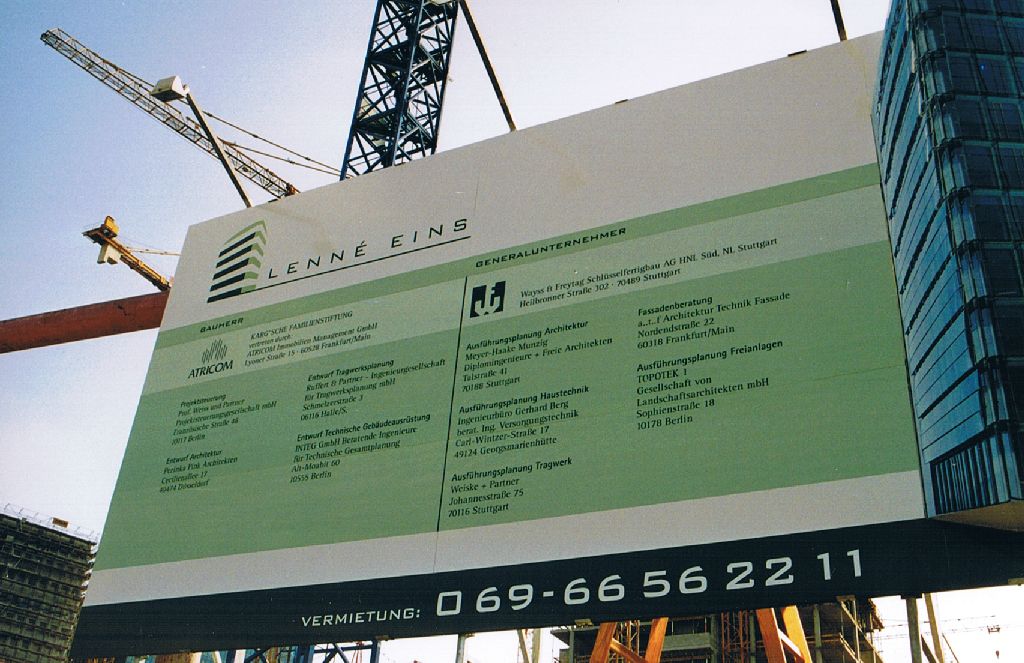 LENNÉ EINS
BAUHERR
ATRICOM
KARG'SCHE FAMILIENSTIFTUNG
vertreten durch:
ATRICOM Immobilien Management GmbH
Lyoner Straße 15 · 60528 Frankfurt/Main
Projektsteuerung
Prof. Weiss und Partner
Projektsteuerungsgesellschaft mbH
Französische Straße 48
10117 Berlin
Entwurf Architektur
Petzinka Pink Architekten
Cecilienallee 17
40474 Düsseldorf
Entwurf Tragwerksplanung
Ruffert & Partner - Ingenieurgesellschaft
für Tragwerksplanung mbH
Schmelzerstraße 3
06116 Halle/S.
Entwurf Technische Gebäudeausrüstung
INTEG GmbH Beratende Ingenieure
für Technische Gesamtplanung
Alt-Moabit 60
10555 Berlin
GENERALUNTERNEHMER
Wayss & Freytag Schlüsselfertigbau AG HNL Süd, NL Stuttgart
Heilbronner Straße 302 · 70489 Stuttgart
Ausführungsplanung Architektur
Meyer-Haake Munzig
Diplomingenieure + Freie Architekten
Talstraße 41
70188 Stuttgart
Ausführungsplanung Haustechnik
Ingenieurbüro Gerhard Berg
berat. Ing. Versorgungstechnik
Carl-Wintzer-Straße 17
49124 Georgsmarienhütte
Ausführungsplanung Tragwerk
Weiske + Partner
Johannesstraße 75
70116 Stuttgart
Fassadenberatung
a..t..f Architektur Technik Fassade
Nordendstraße 22
60318 Frankfurt/Main
Ausführungsplanung Freianlagen
TOPOTEK 1
Gesellschaft von
Landschaftsarchitekten mbH
Sophienstraße 18
10178 Berlin
VERMIETUNG: 069-66 56 22 11